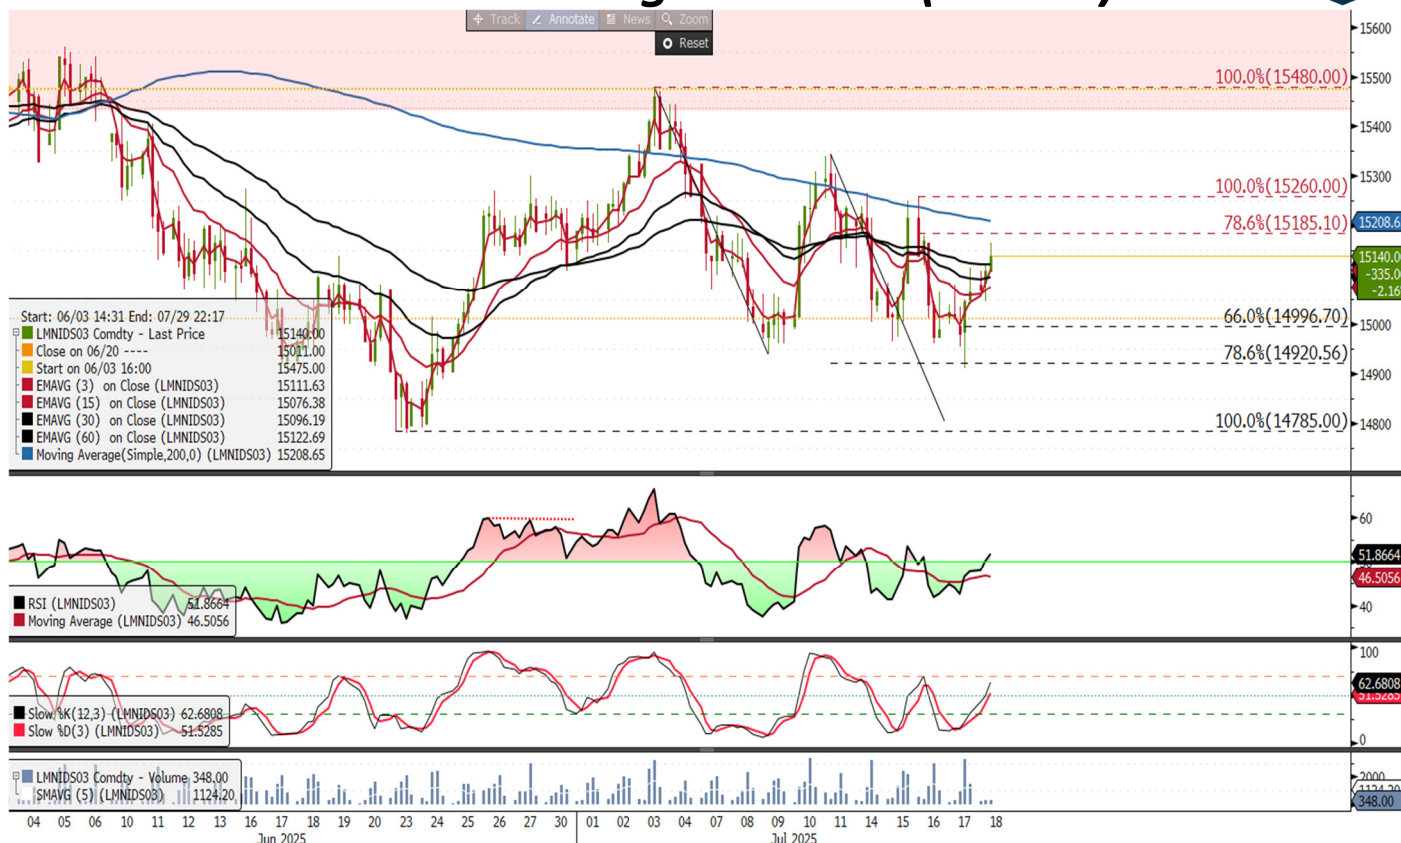 Track Annotate News Zoom
Reset
15600
100.0%(15480.00)
15500
15400
15300
100.0%(15260.00)
78.6%(15185.10)
15208.6
15140.0
-335.0
-2.16
15000
66.0%(14996.70)
78.6%(14920.56)
14900
100.0%(14785.00)
14800
Start: 06/03 14:31 End: 07/29 22:17
LMNIDS03 Comdty - Last Price 15140.00
Close on 06/20 ---- 15011.00
Start on 06/03 16:00 15475.00
EMAVG (3) on Close (LMNIDS03) 15111.63
EMAVG (15) on Close (LMNIDS03) 15076.38
EMAVG (30) on Close (LMNIDS03) 15096.19
EMAVG (60) on Close (LMNIDS03) 15122.69
Moving Average(Simple,200,0) (LMNIDS03) 15208.65
60
51.8664
46.5056
40
RSI (LMNIDS03) 51.8664
Moving Average (LMNIDS03) 46.5056
100
62.6808
51.5285
0
Slow %K(12,3) (LMNIDS03) 62.6808
Slow %D(3) (LMNIDS03) 51.5285
LMNIDS03 Comdty - Volume 348.00
SMAVG (5) (LMNIDS03) 1124.20
2000
1124.20
348.00
04 05 06 10 11 12 13 16 17 18 19 20 23 24 25 26 27 30 01 02 03 04 07 08 09 10 11 14 15 16 17 18
Jun 2025 Jul 2025